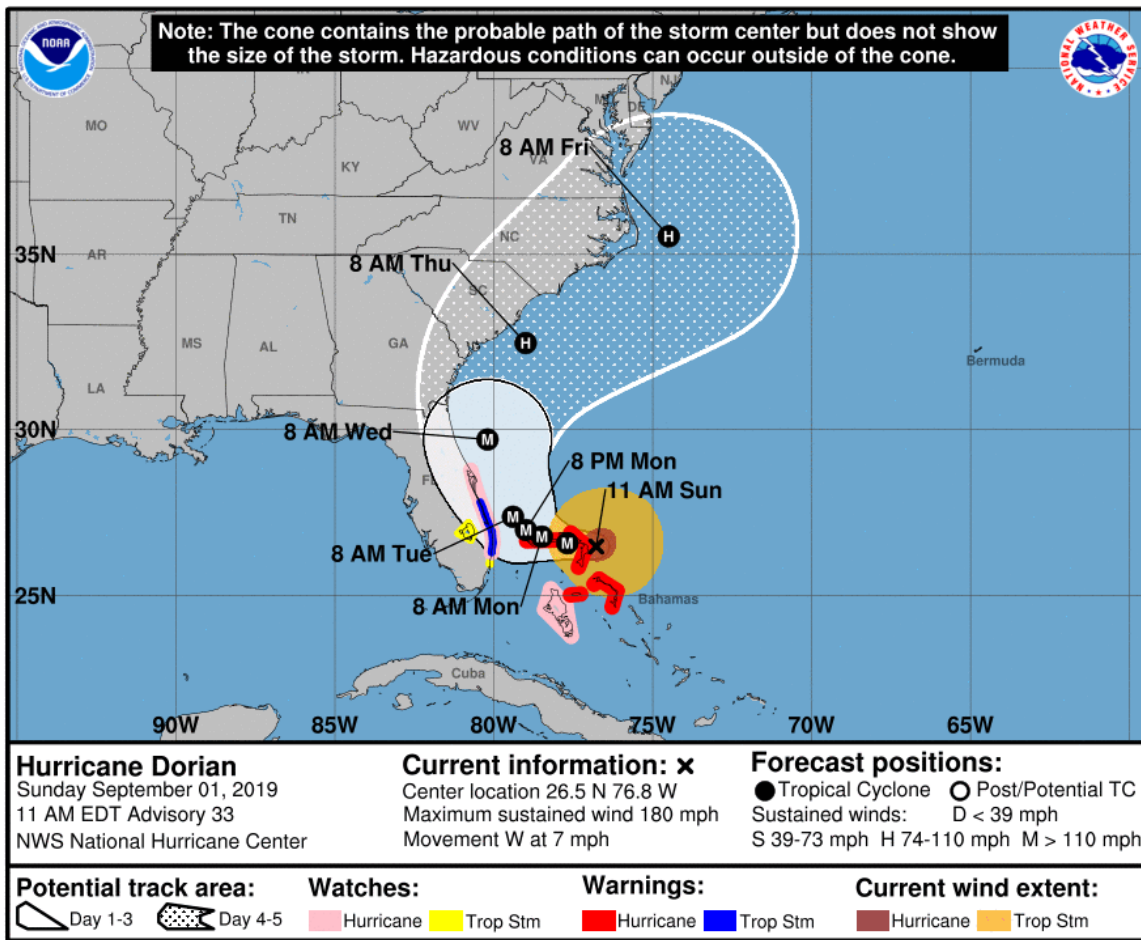 Note: The cone contains the probable path of the storm center but does not show
the size of the storm. Hazardous conditions can occur outside of the cone.
NOAA
NATIONAL WEATHER SERVICE
NJ
MD
DE
MO
WV
8 AM Fri
VA
KY
TN
NC
AR
35N
8 AM Thu
SC
MS
AL
GA
LA
Bermuda
30N
8 AM Wed
8 PM Mon
FL
11 AM Sun
8 AM Tue
8 AM Mon
25N
Bahamas
Cuba
90W 85W 80W 75W 70W 65W
Hurricane Dorian
Sunday September 01, 2019
11 AM EDT Advisory 33
NWS National Hurricane Center
Current information: x
Center location 26.5 N 76.8 W
Maximum sustained wind 180 mph
Movement W at 7 mph
Forecast positions:
Tropical Cyclone Post/Potential TC
Sustained winds: D < 39 mph
S 39-73 mph H 74-110 mph M > 110 mph
Potential track area:
Day 1-3 Day 4-5
Watches:
Hurricane Trop Stm
Warnings:
Hurricane Trop Stm
Current wind extent:
Hurricane Trop Stm
H
H
M
M
M
M
M